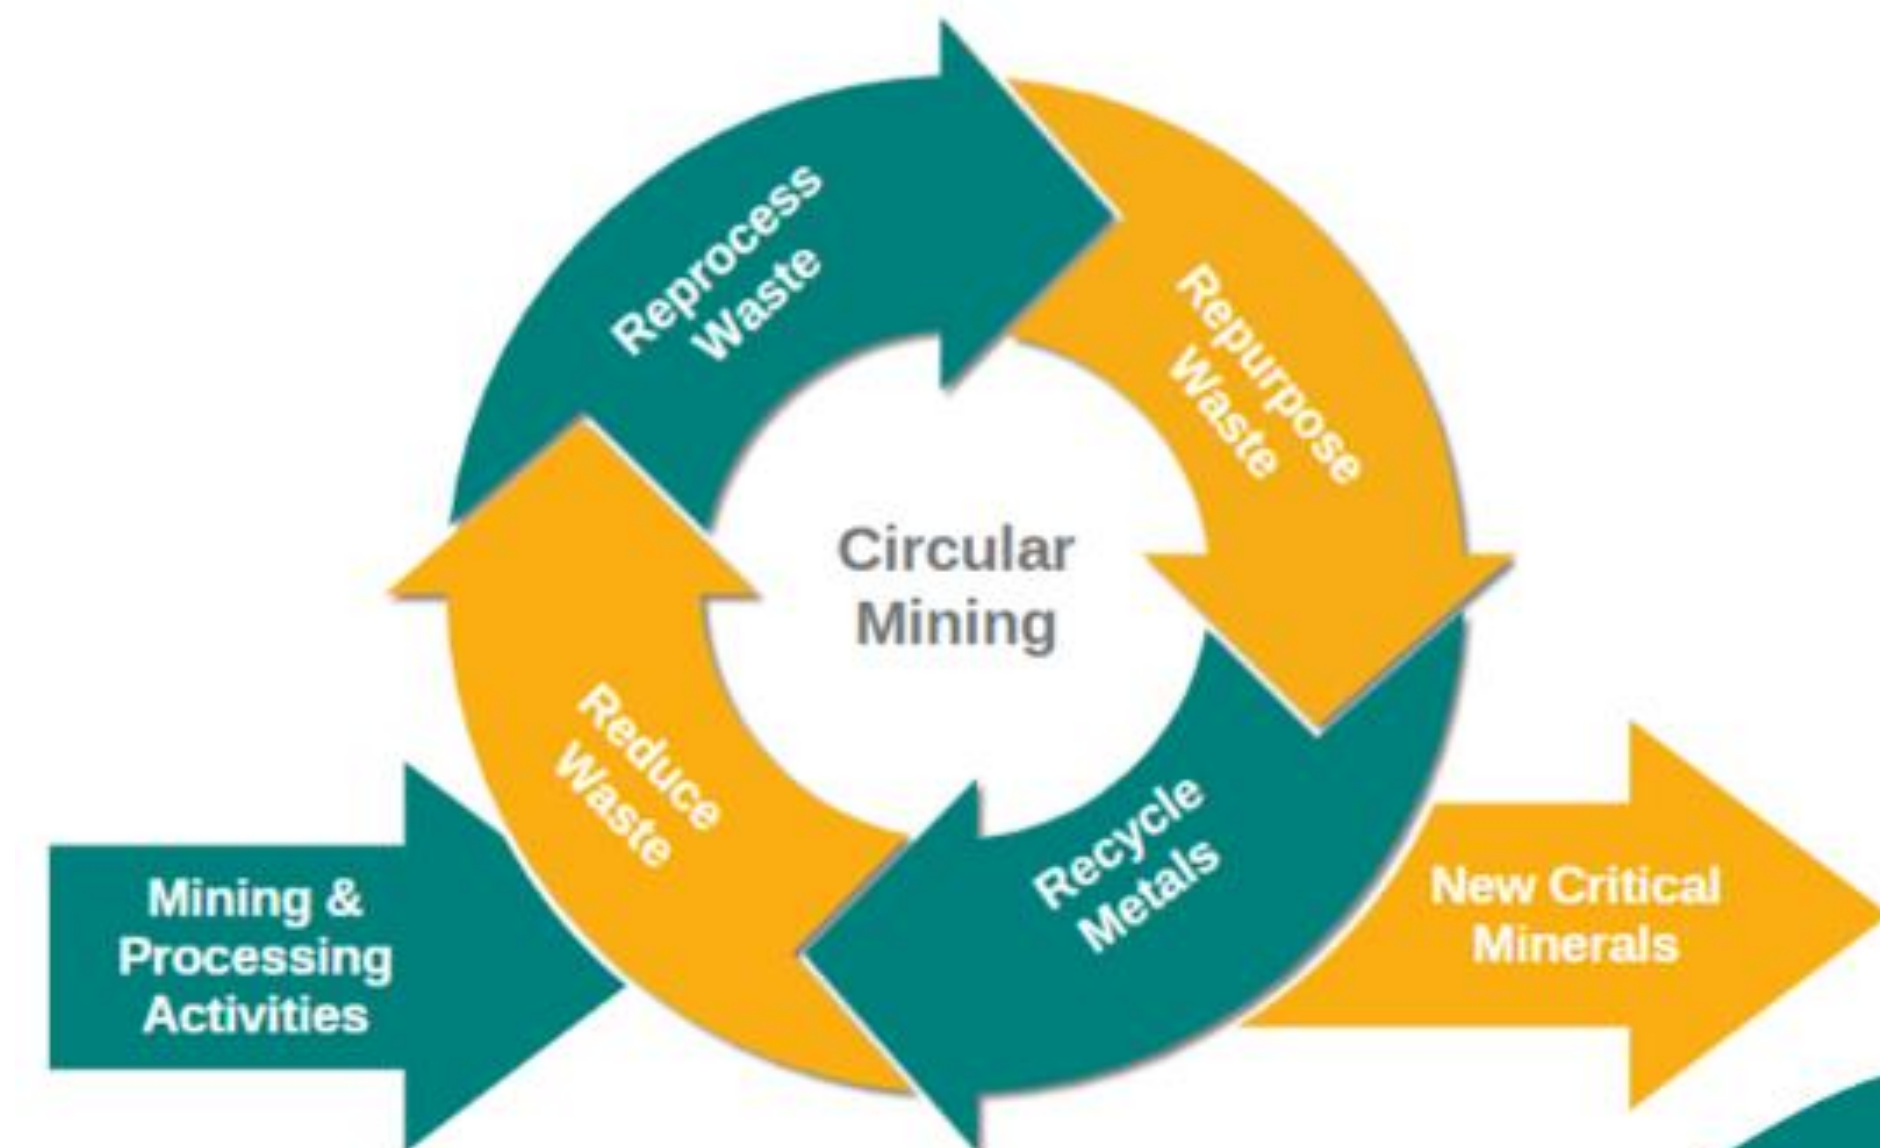 Reprocess
Waste
Repurpose
Waste
Circular
Mining
Reduce
Waste
Recycle
Metals
Mining &
Processing
Activities
New Critical
Minerals